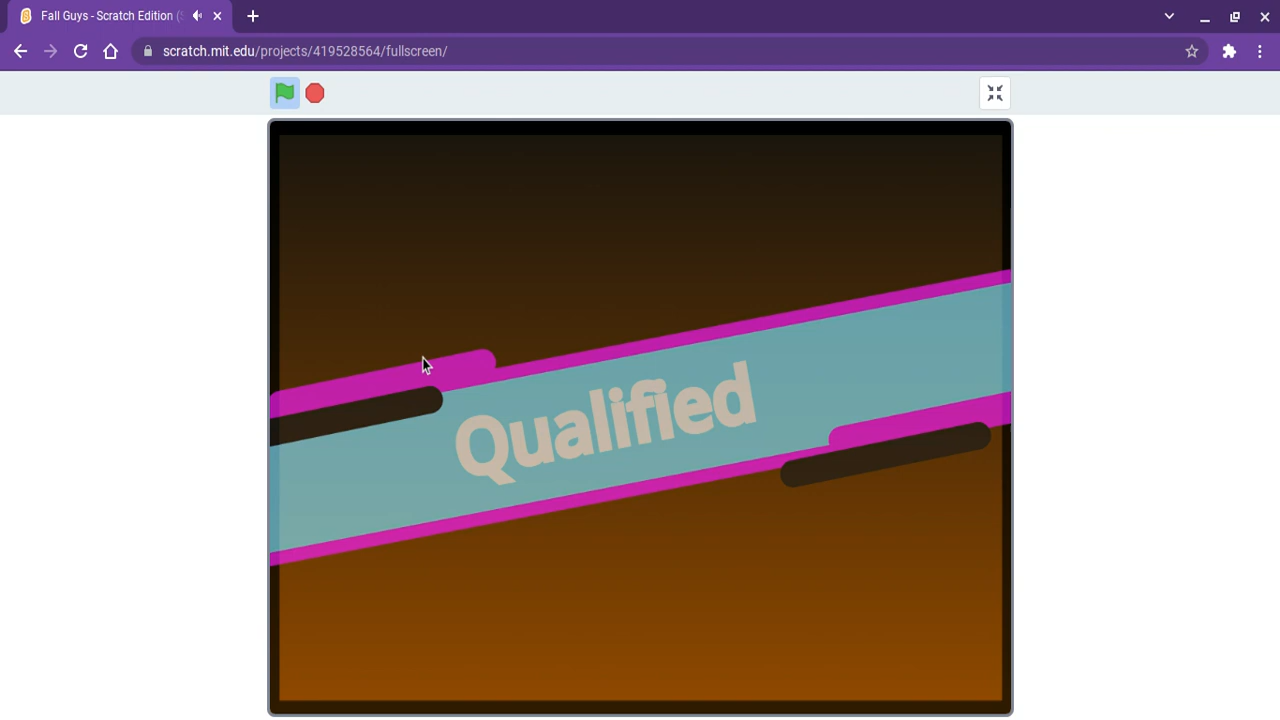 Fall Guys - Scratch Edition (
scratch.mit.edu/projects/419528564/fullscreen/
Qualified